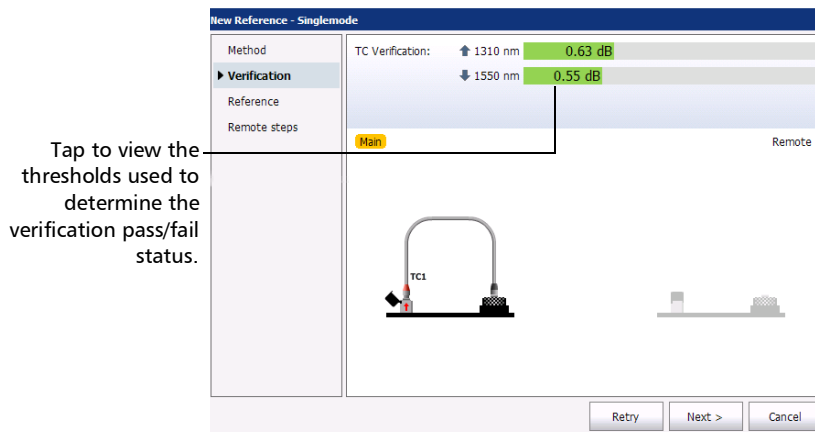 New Reference - Singlemode
Method
Verification
Reference
Remote steps
TC Verification:
1310 nm
0.63 dB
1550 nm
0.55 dB
Main
Remote
Tap to view the
thresholds used to
determine the
verification pass/fail
status.
TC1
Retry
Next >
Cancel